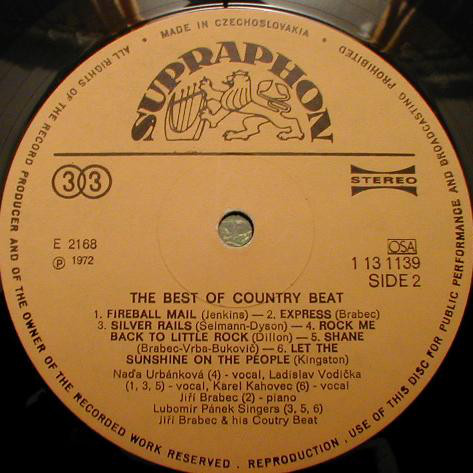 MADE IN CZECHOSLOVAKIA
ALL RIGHTS OF THE RECORD PRODUCER AND OF THE OWNER OF THE RECORDED WORK RESERVED . REPRODUCTION, USE OF THIS DISC FOR PUBLIC PERFORMANCE AND BROADCASTING PROHIBITED
SUPRAPHON
33
STEREO
E 2168
Ⓟ 1972
OSA
1 13 1139
SIDE 2
THE BEST OF COUNTRY BEAT
1. FIREBALL MAIL (Jenkins) — 2. EXPRESS (Brabec)
3. SILVER RAILS (Selmann-Dyson) — 4. ROCK ME
BACK TO LITTLE ROCK (Dillon) — 5. SHANE
(Brabec-Vrba-Bukovič) — 6. LET THE
SUNSHINE ON THE PEOPLE (Kingston)
Naďa Urbánková (4) - vocal, Ladislav Vodička
(1, 3, 5) - vocal, Karel Kahovec (6) - vocal
Jiří Brabec (2) - piano
Lubomír Pánek Singers (3, 5, 6)
Jiří Brabec & his Coutry Beat